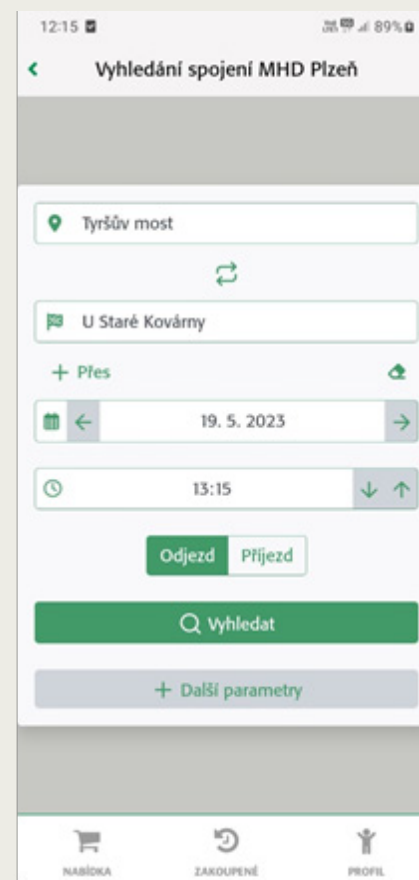 12:15 89%
Vyhledání spojení MHD Plzeň
Tyršův most
U Staré Kovárny
+ Přes
19. 5. 2023
13:15
Odjezd Příjezd
Vyhledat
+ Další parametry
NABÍDKA ZAKOUPENÉ PROFIL